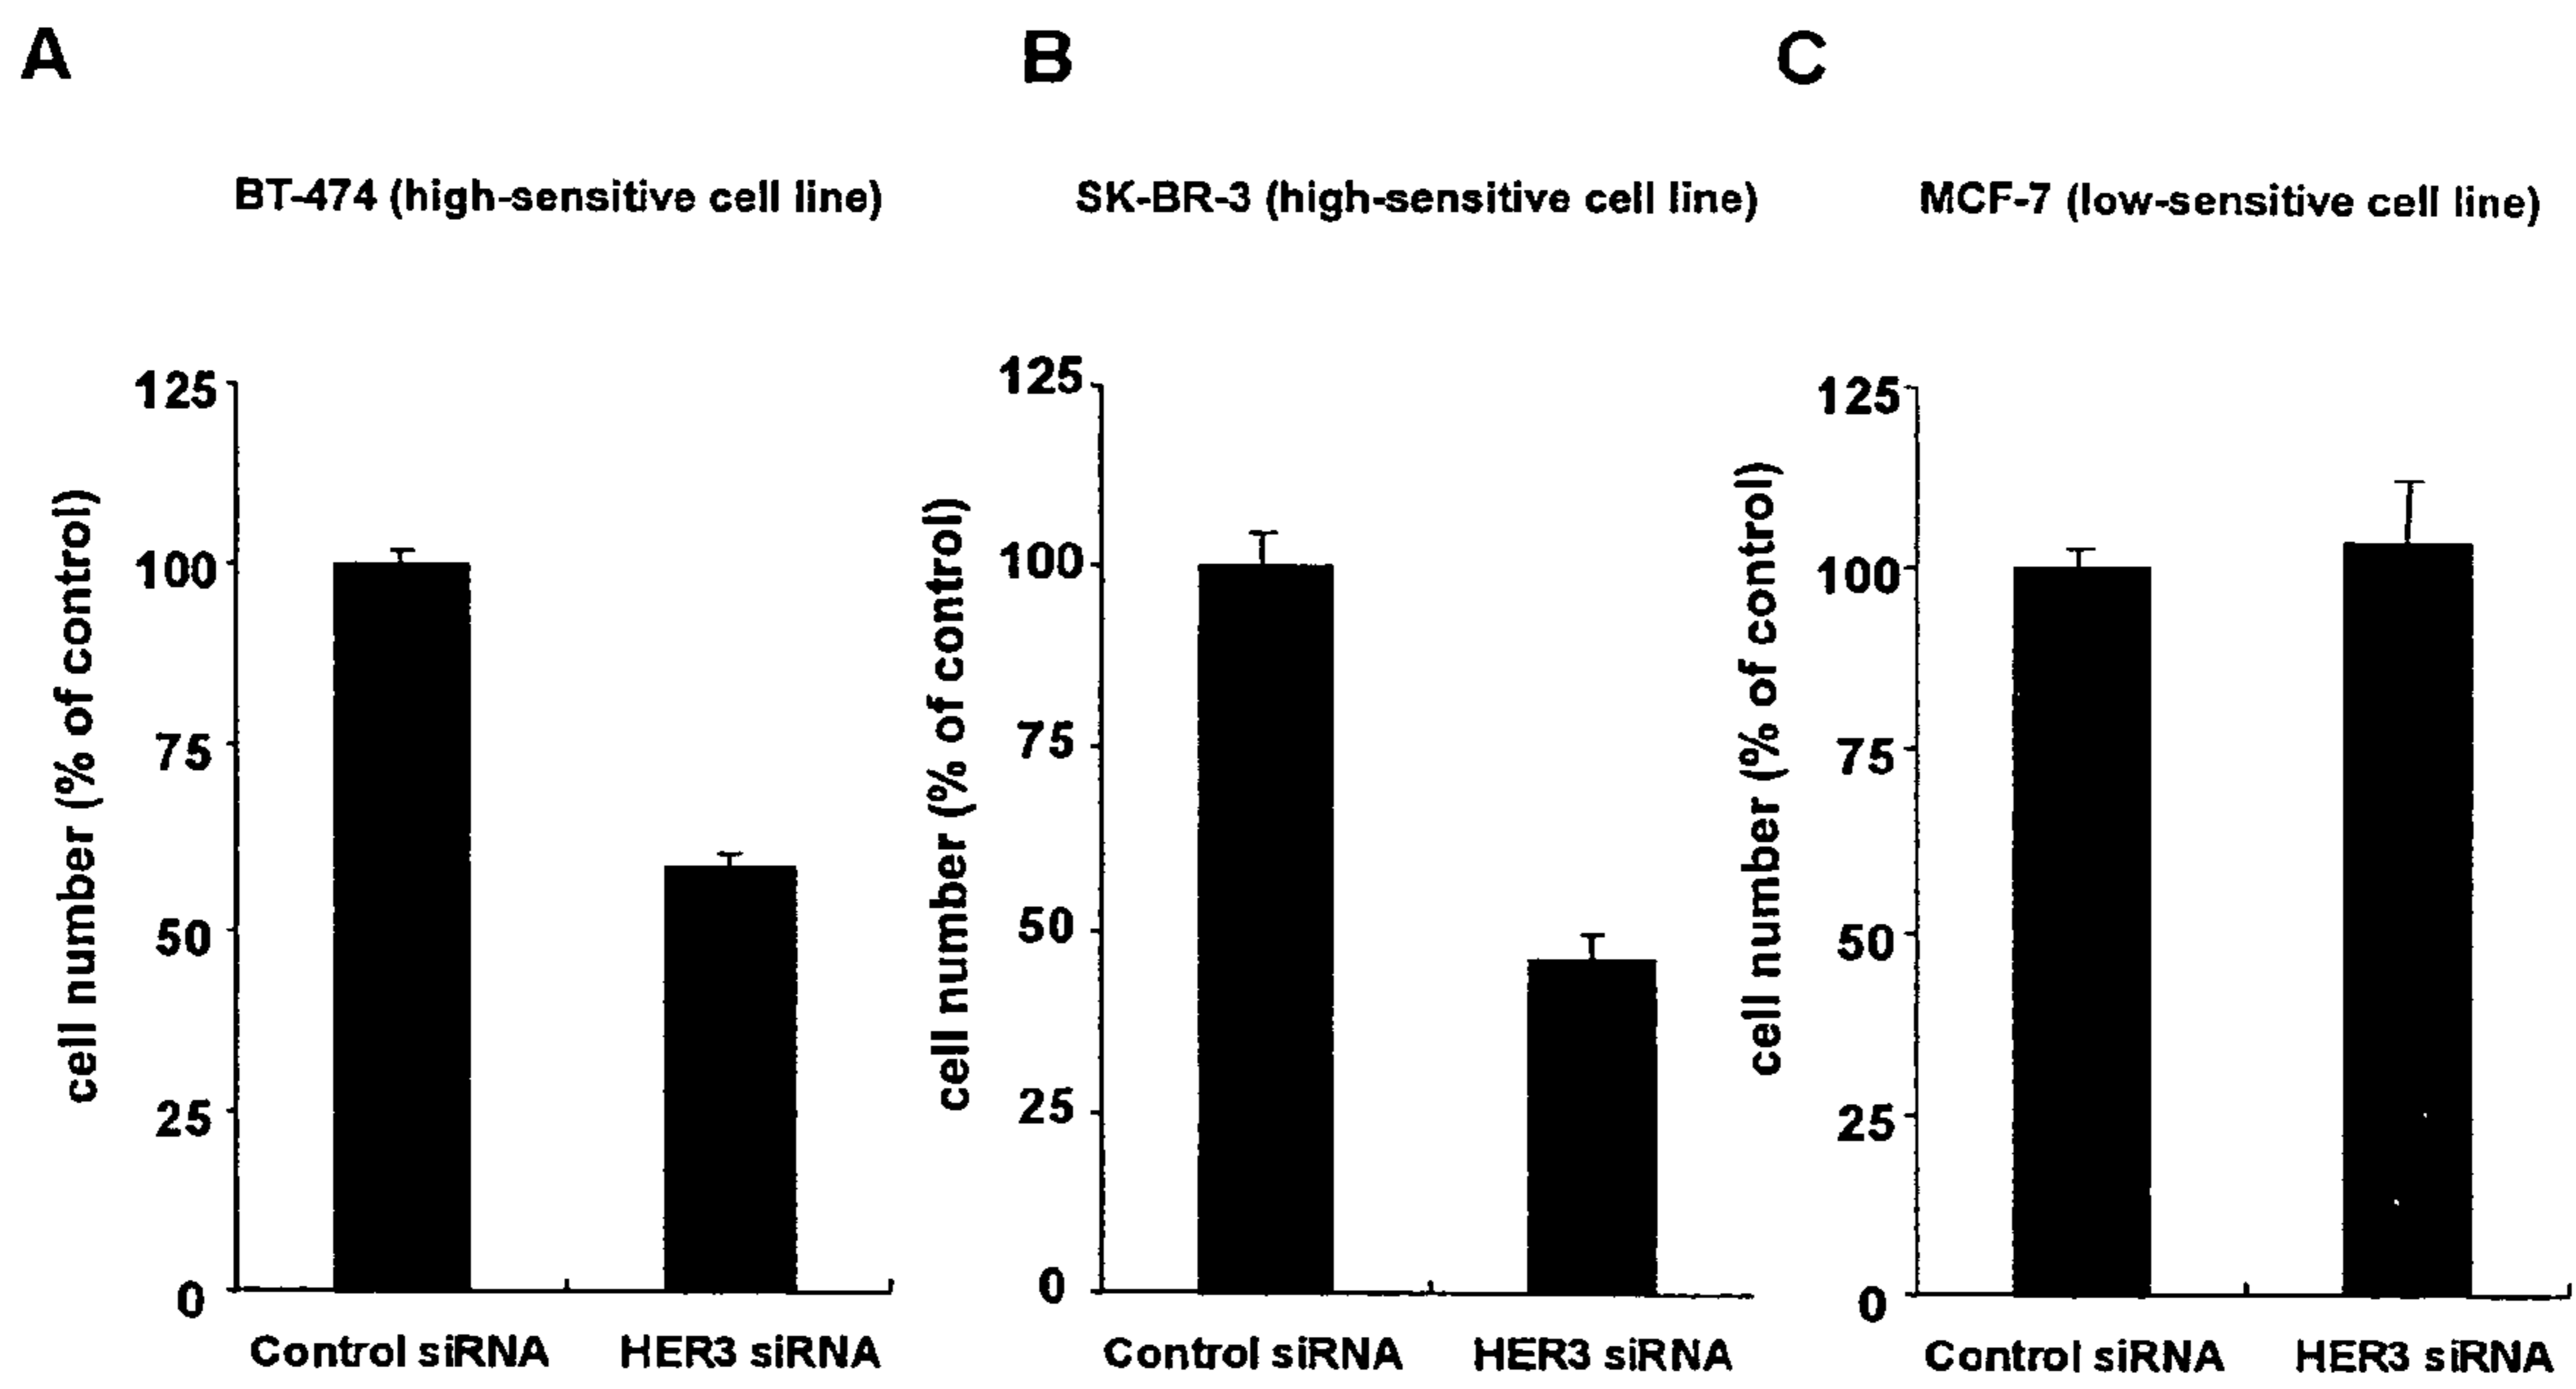 A
BT-474 (high-sensitive cell line)
cell number (% of control)
125
100
75
50
25
0
Control siRNA HER3 siRNA
B
SK-BR-3 (high-sensitive cell line)
cell number (% of control)
125
100
75
50
25
0
Control siRNA HER3 siRNA
C
MCF-7 (low-sensitive cell line)
cell number (% of control)
125
100
75
50
25
0
Control siRNA HER3 siRNA